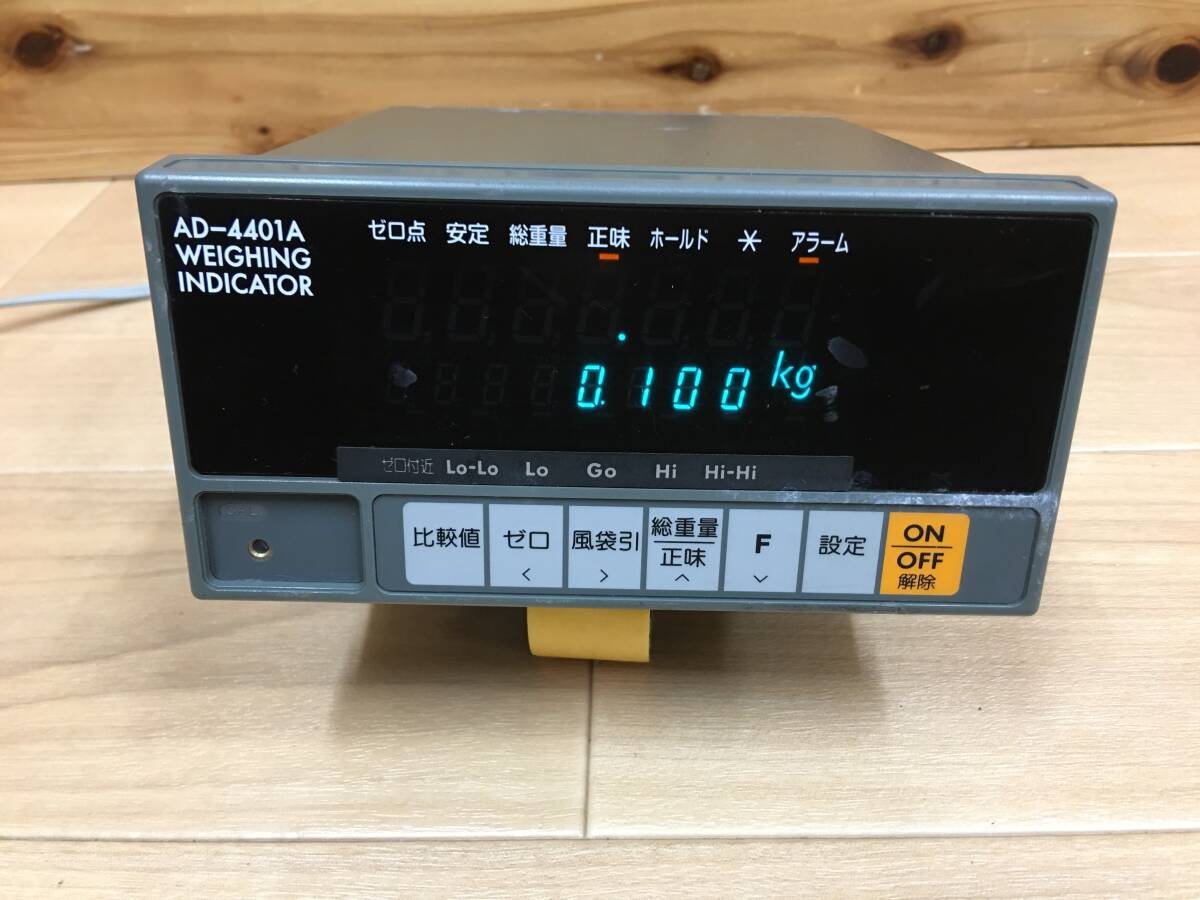 AD-4401A
WEIGHING
INDICATOR
ゼロ点 安定 総重量 正味 ホールド ＊ アラーム
0.100 kg
ゼロ付近 Lo-Lo Lo Go Hi Hi-Hi
CAL
比較値
ゼロ
<
風袋引
>
総重量
正味
^
F
v
設定
ON
OFF
解除